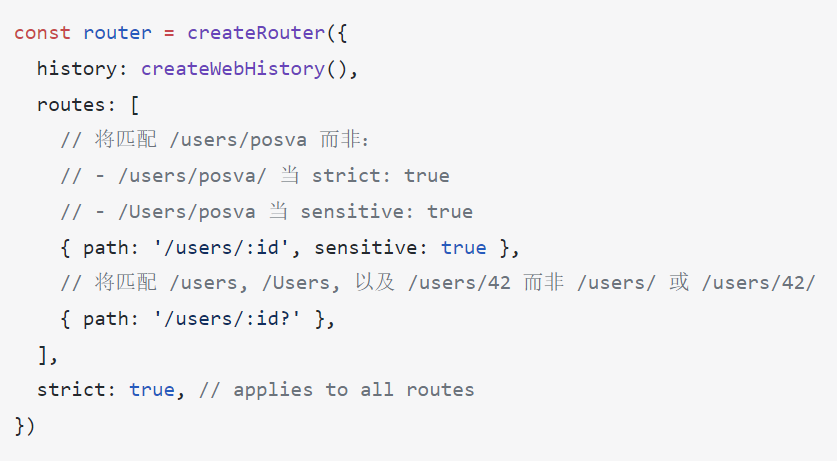 const router = createRouter({
  history: createWebHistory(),
  routes: [
    // 将匹配 /users/posva 而非：
    // - /users/posva/ 当 strict: true
    // - /Users/posva 当 sensitive: true
    { path: '/users/:id', sensitive: true },
    // 将匹配 /users, /Users, 以及 /users/42 而非 /users/ 或 /users/42/
    { path: '/users/:id?' },
  ],
  strict: true, // applies to all routes
})